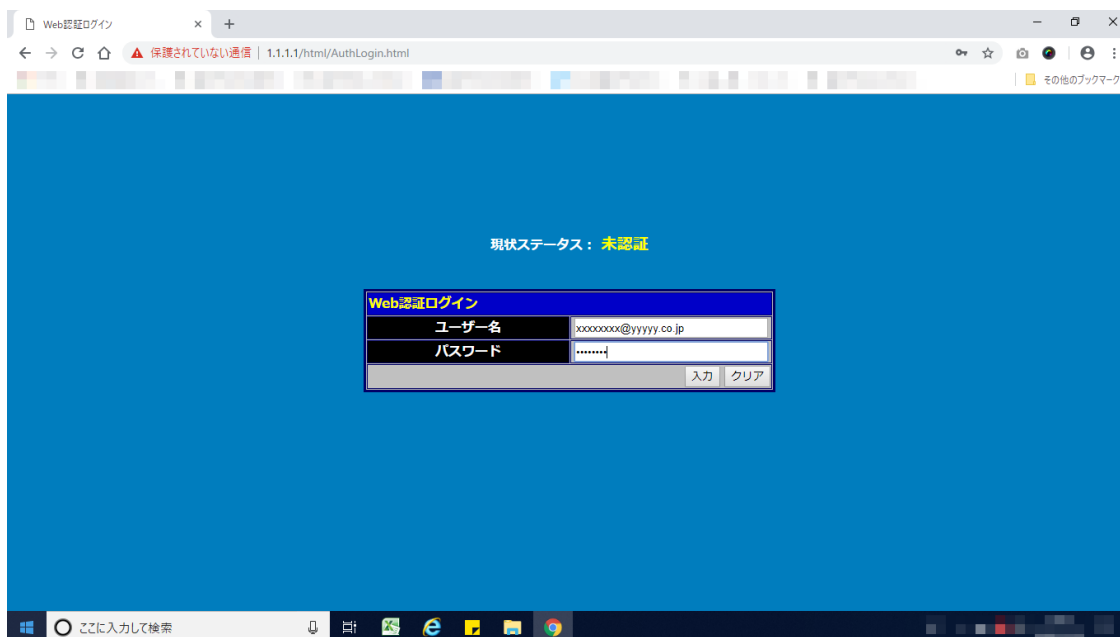 Web認証ログイン
保護されていない通信 | 1.1.1.1/html/AuthLogin.html
その他のブックマーク
現状ステータス： 未認証
Web認証ログイン
ユーザー名 xxxxxxxx@yyyyy.co.jp
パスワード ••••••••
入力 クリア
ここに入力して検索